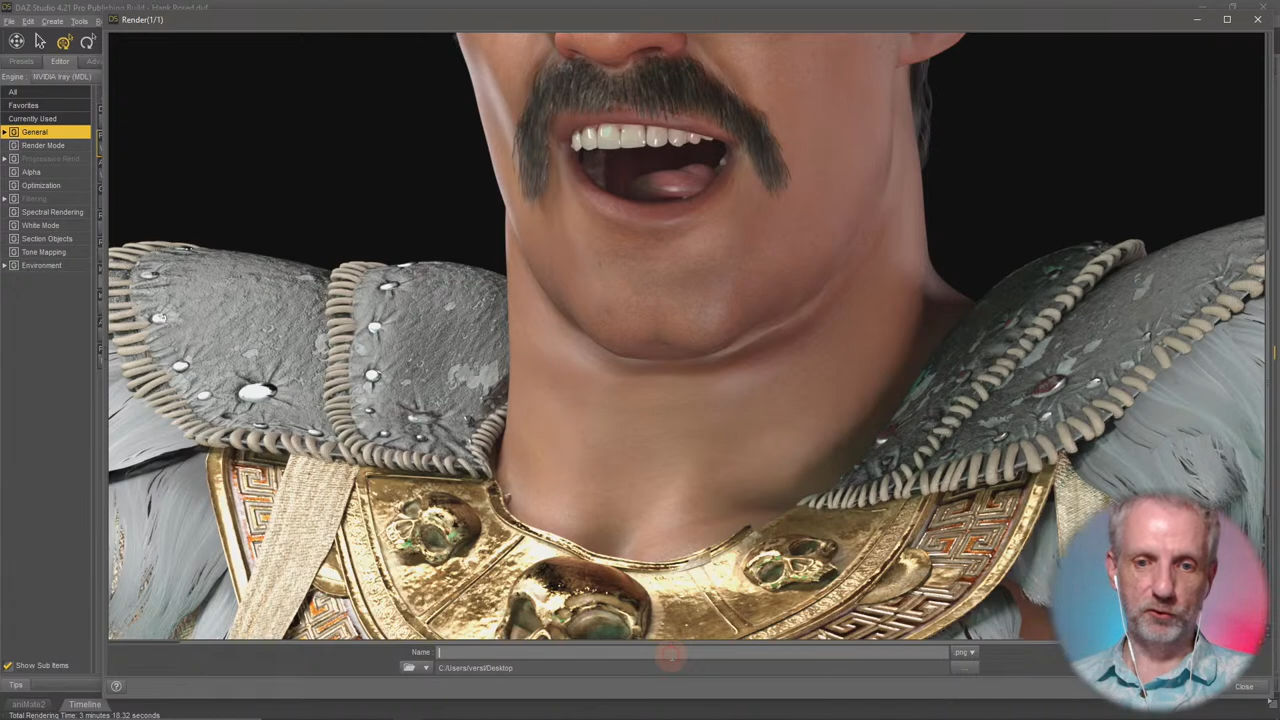 DAZ Studio 4.21 Pro Publishing Build - Hank Posed.duf
Render(1/1)
File Edit Create Tools
Presets Editor
Engine : NVIDIA Iray (MDL)
All
Favorites
Currently Used
General
Render Mode
Progressive Rend
Alpha
Optimization
Filtering
Spectral Rendering
White Mode
Section Objects
Tone Mapping
Environment
Show Sub Items
Tips
Name :
.png
C:/Users/versl/Desktop
...
Close
aniMate2 Timeline
Total Rendering Time: 3 minutes 18.32 seconds